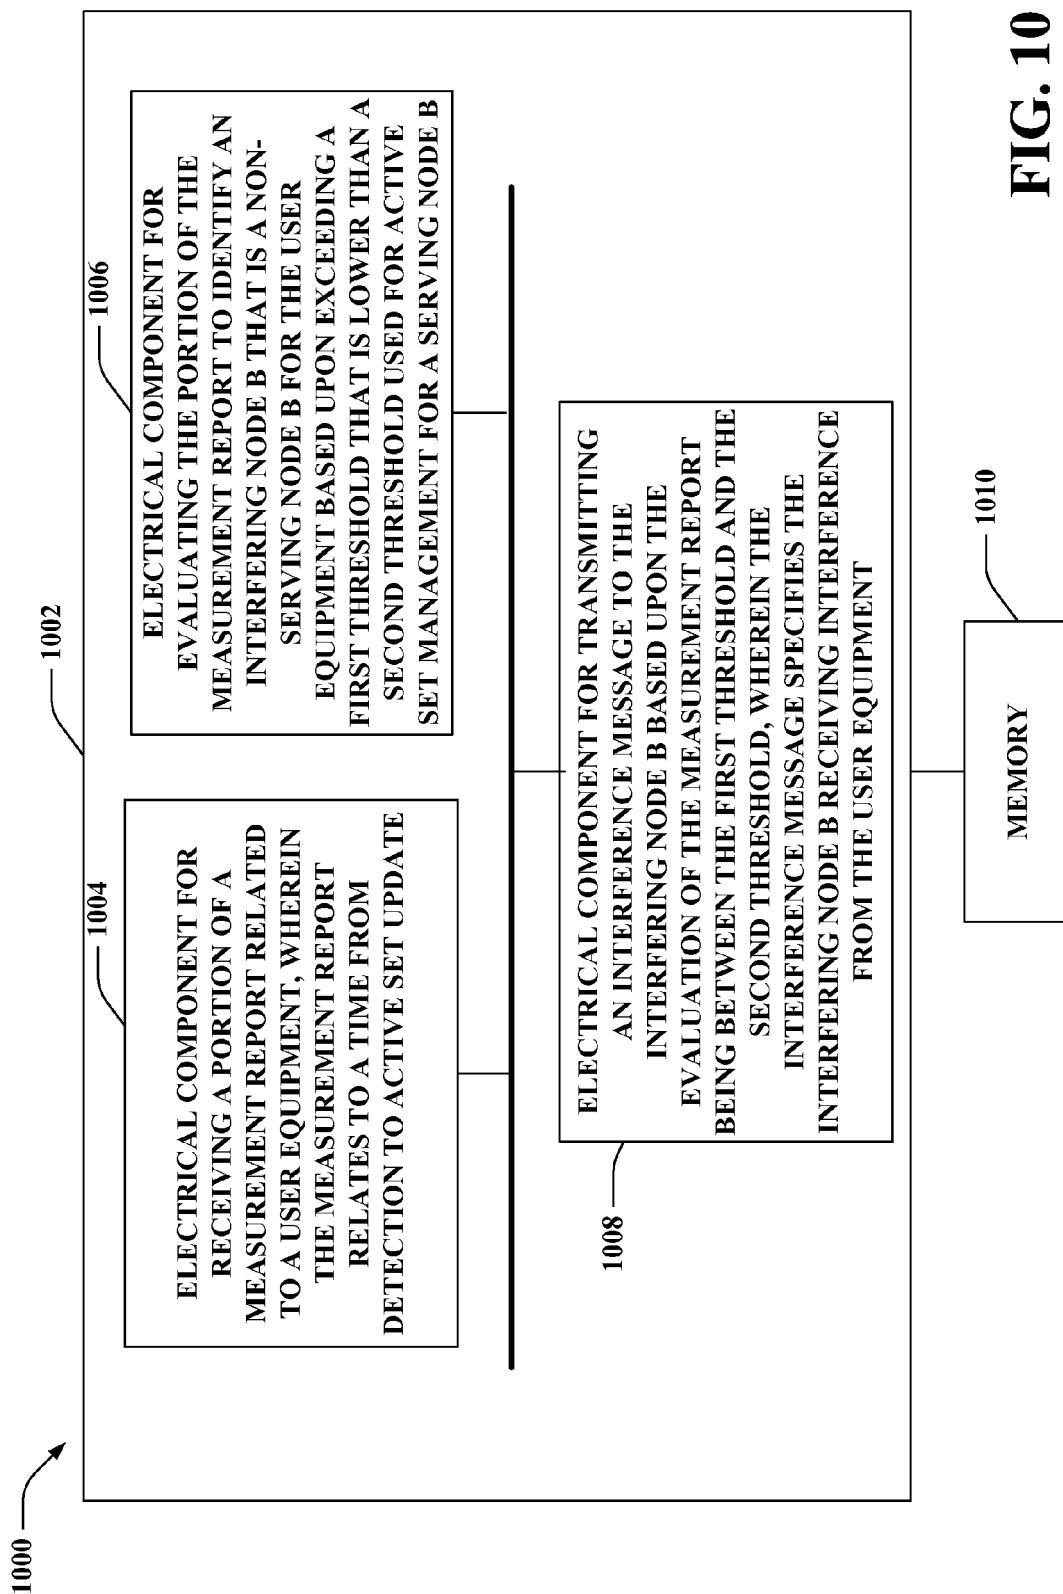 1000
1002
1004
ELECTRICAL COMPONENT FOR
RECEIVING A PORTION OF A
MEASUREMENT REPORT RELATED
TO A USER EQUIPMENT, WHEREIN
THE MEASUREMENT REPORT
RELATES TO A TIME FROM
DETECTION TO ACTIVE SET UPDATE
1006
ELECTRICAL COMPONENT FOR
EVALUATING THE PORTION OF THE
MEASUREMENT REPORT TO IDENTIFY AN
INTERFERING NODE B THAT IS A NON-
SERVING NODE B FOR THE USER
EQUIPMENT BASED UPON EXCEEDING A
FIRST THRESHOLD THAT IS LOWER THAN A
SECOND THRESHOLD USED FOR ACTIVE
SET MANAGEMENT FOR A SERVING NODE B
1008
ELECTRICAL COMPONENT FOR TRANSMITTING
AN INTERFERENCE MESSAGE TO THE
INTERFERING NODE B BASED UPON THE
EVALUATION OF THE MEASUREMENT REPORT
BEING BETWEEN THE FIRST THRESHOLD AND THE
SECOND THRESHOLD, WHEREIN THE
INTERFERENCE MESSAGE SPECIFIES THE
INTERFERING NODE B RECEIVING INTERFERENCE
FROM THE USER EQUIPMENT
1010
MEMORY
FIG. 10